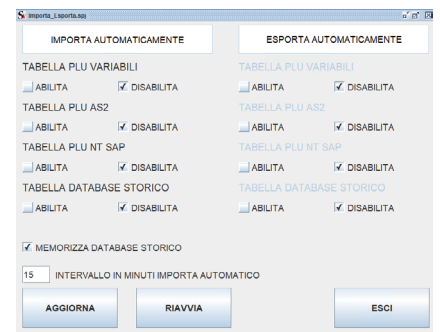 Importa_Esporta.spj
IMPORTA AUTOMATICAMENTE ESPORTA AUTOMATICAMENTE
TABELLA PLU VARIABILI TABELLA PLU VARIABILI
ABILITA DISABILITA ABILITA DISABILITA
TABELLA PLU AS2 TABELLA PLU AS2
ABILITA DISABILITA ABILITA DISABILITA
TABELLA PLU NT SAP TABELLA PLU NT SAP
ABILITA DISABILITA ABILITA DISABILITA
TABELLA DATABASE STORICO TABELLA DATABASE STORICO
ABILITA DISABILITA ABILITA DISABILITA
MEMORIZZA DATABASE STORICO
15 INTERVALLO IN MINUTI IMPORTA AUTOMATICO
AGGIORNA RIAVVIA ESCI